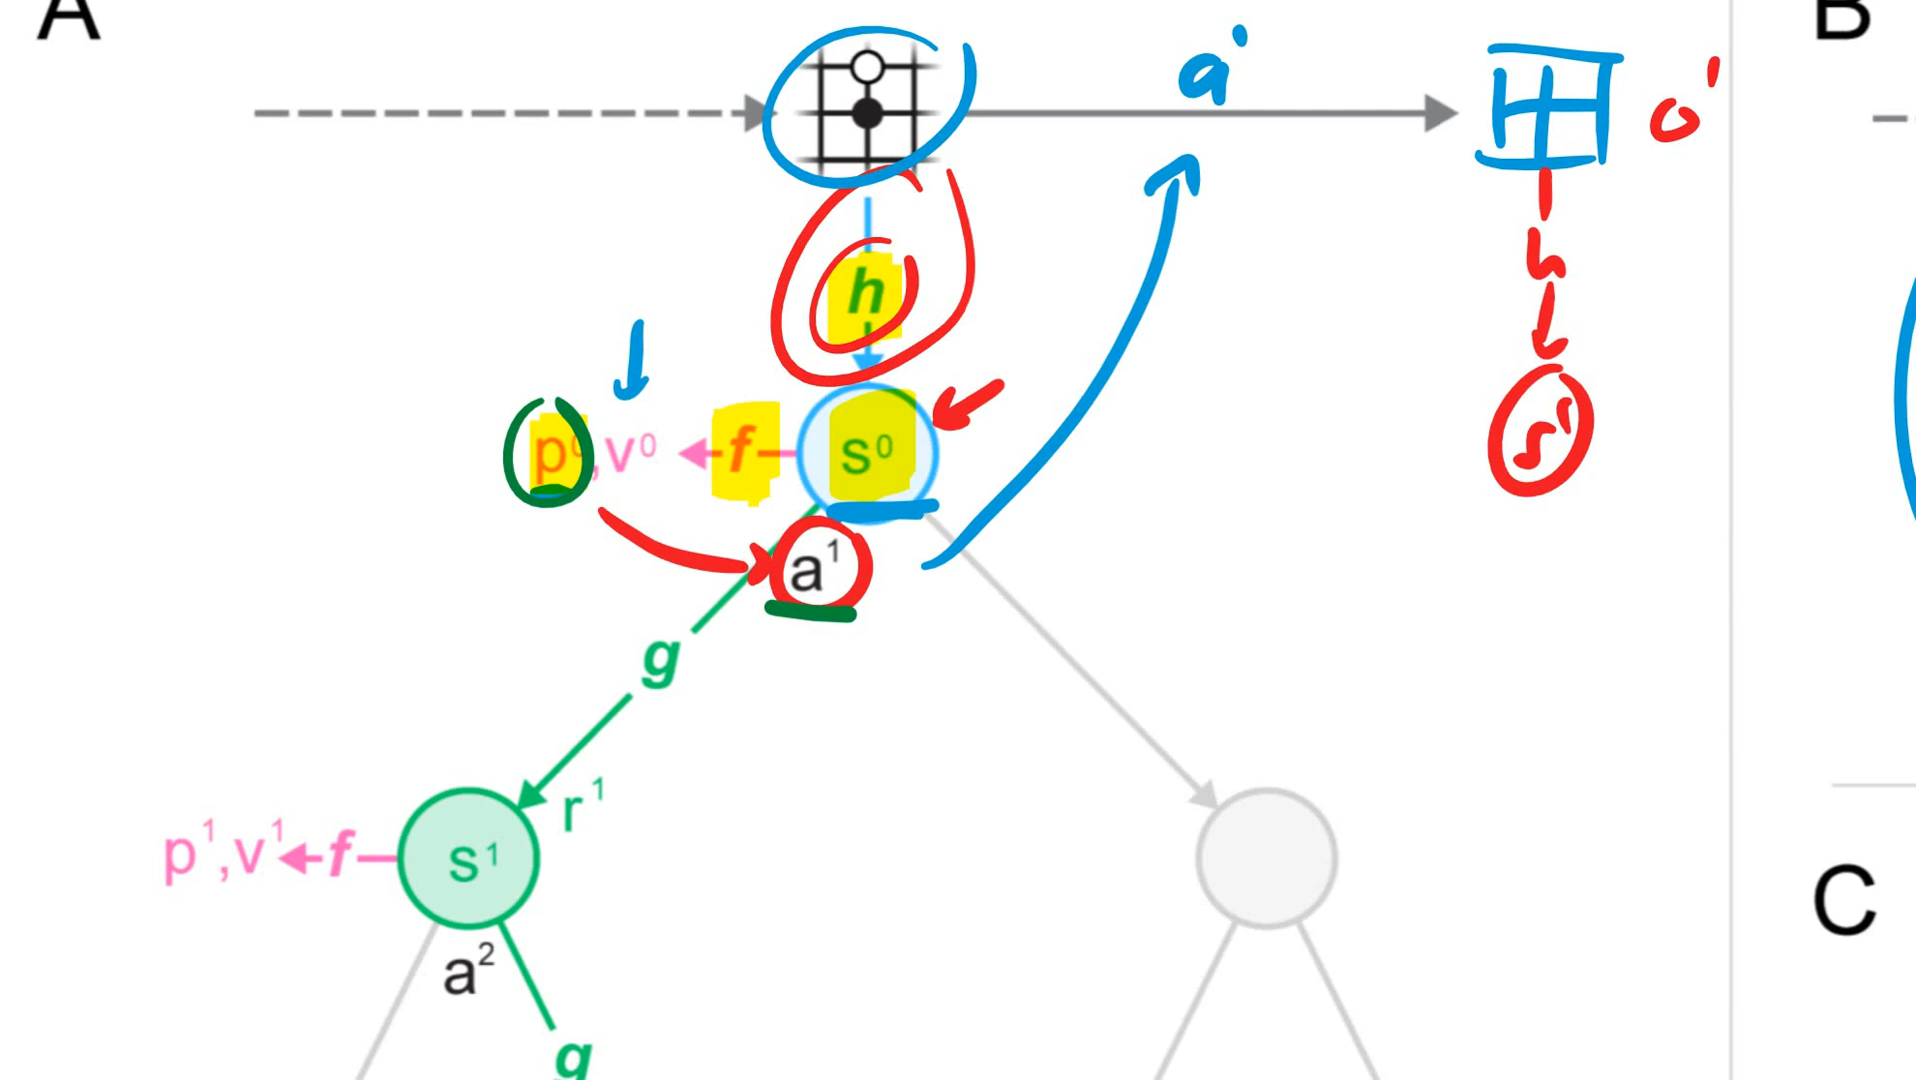 A
B
a'
o'
h
h
p⁰,v⁰
f
s⁰
s'
a¹
g
r¹
p¹,v¹
f
s¹
C
a²
g